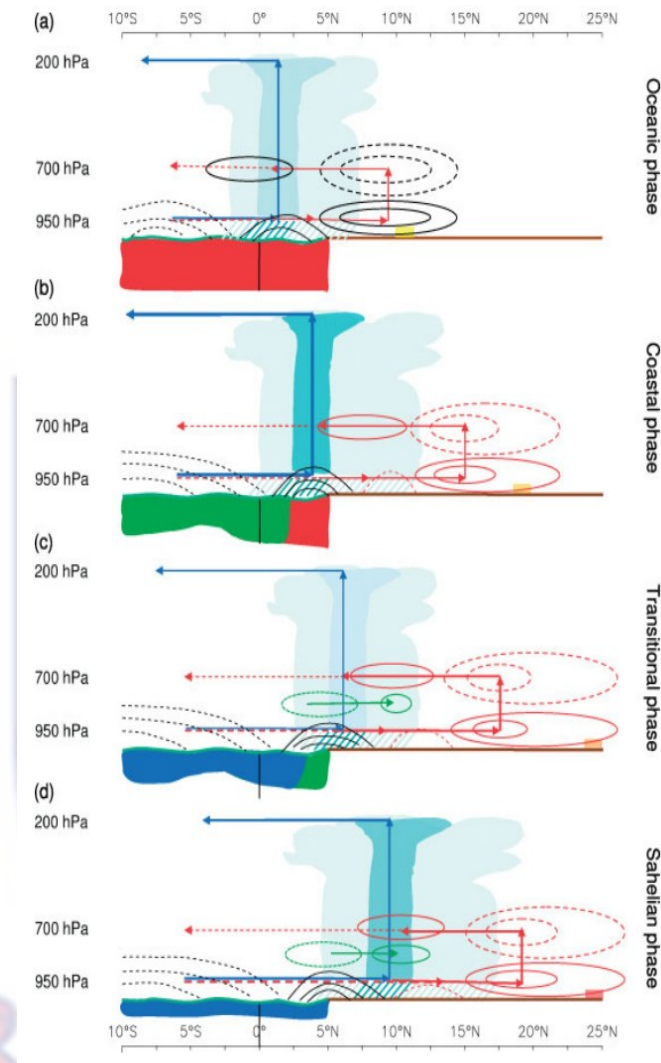 (a)
10°S 5°S 0° 5°N 10°N 15°N 20°N 25°N
200 hPa
700 hPa
950 hPa
Oceanic phase
(b)
200 hPa
700 hPa
950 hPa
Coastal phase
(c)
200 hPa
700 hPa
950 hPa
Transitional phase
(d)
200 hPa
700 hPa
950 hPa
Sahelian phase
10°S 5°S 0° 5°N 10°N 15°N 20°N 25°N